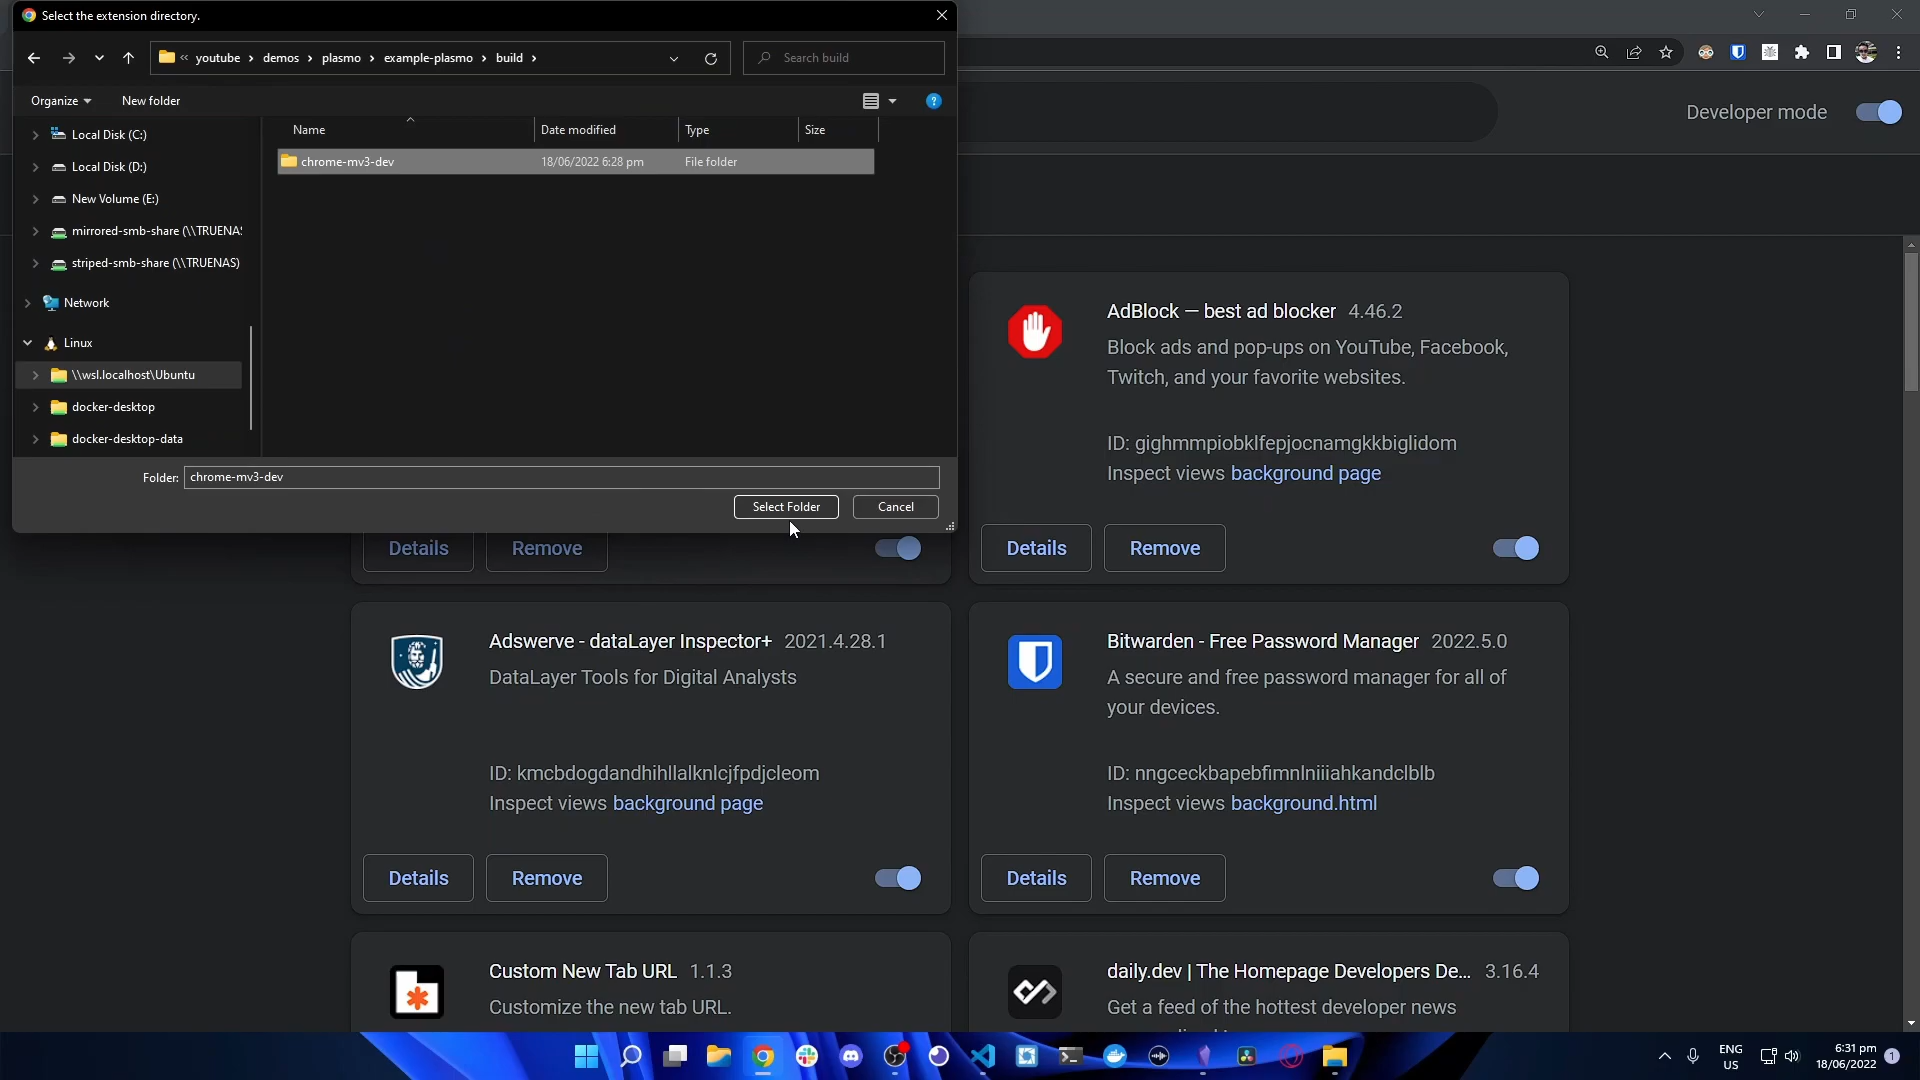 Select the extension directory.
« youtube › demos › plasmo › example-plasmo › build ›
Search build
Organize
New folder
Developer mode
Name
Date modified
Type
Size
chrome-mv3-dev
18/06/2022 6:28 pm
File folder
Local Disk (C:)
Local Disk (D:)
New Volume (E:)
mirrored-smb-share (\\TRUENAS
striped-smb-share (\\TRUENAS)
Network
Linux
\\wsl.localhost\Ubuntu
docker-desktop
docker-desktop-data
Folder: chrome-mv3-dev
Select Folder
Cancel
Details
Remove
AdBlock — best ad blocker 4.46.2
Block ads and pop-ups on YouTube, Facebook,
Twitch, and your favorite websites.
ID: gighmmpiobklfepjocnamgkkbiglidom
Inspect views background page
Details
Remove
Adswerve - dataLayer Inspector+ 2021.4.28.1
DataLayer Tools for Digital Analysts
ID: kmcbdogdandhihllalknlcjfpdjcleom
Inspect views background page
Details
Remove
Bitwarden - Free Password Manager 2022.5.0
A secure and free password manager for all of
your devices.
ID: nngceckbapebfimnlniiiahkandclblb
Inspect views background.html
Details
Remove
Custom New Tab URL 1.1.3
Customize the new tab URL.
daily.dev | The Homepage Developers De... 3.16.4
Get a feed of the hottest developer news
ENG
US
6:31 pm
18/06/2022
1